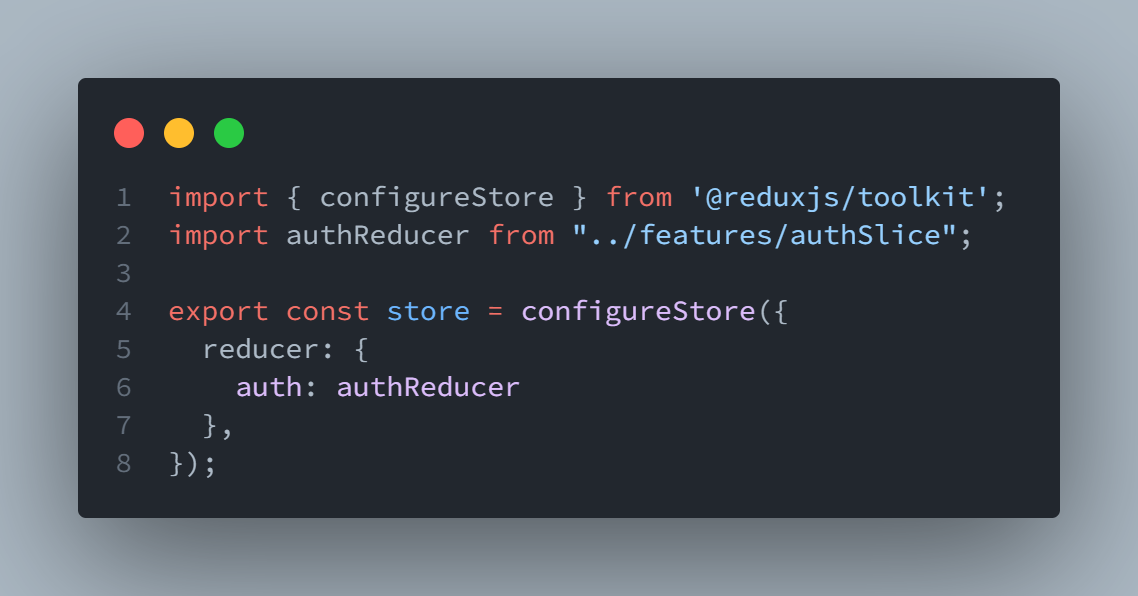 1 import { configureStore } from '@reduxjs/toolkit';
2 import authReducer from "../features/authSlice";
3
4 export const store = configureStore({
5   reducer: {
6     auth: authReducer
7   },
8 });